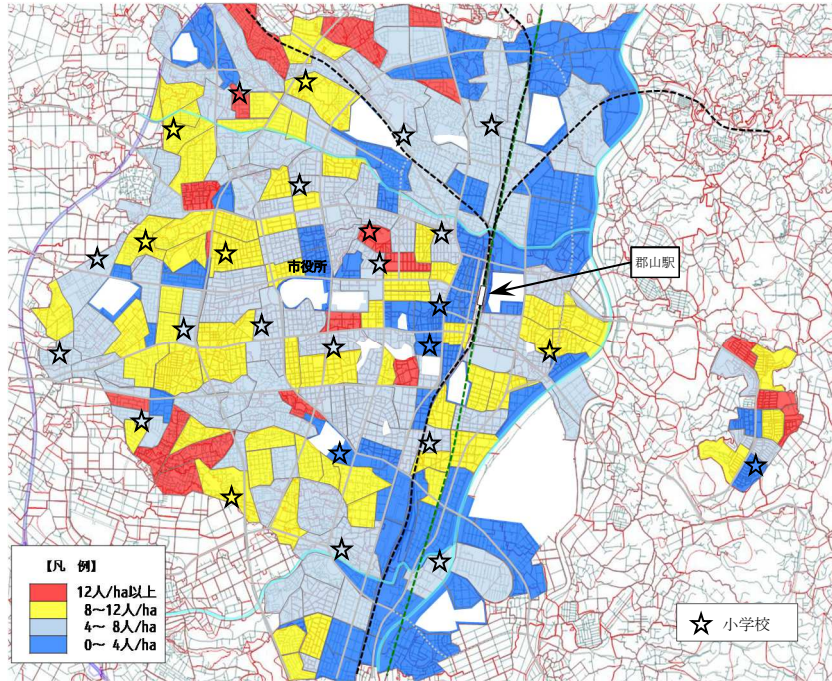 市役所
郡山駅
【凡 例】
12人/ha以上
8～12人/ha
4～ 8人/ha
0～ 4人/ha
小学校